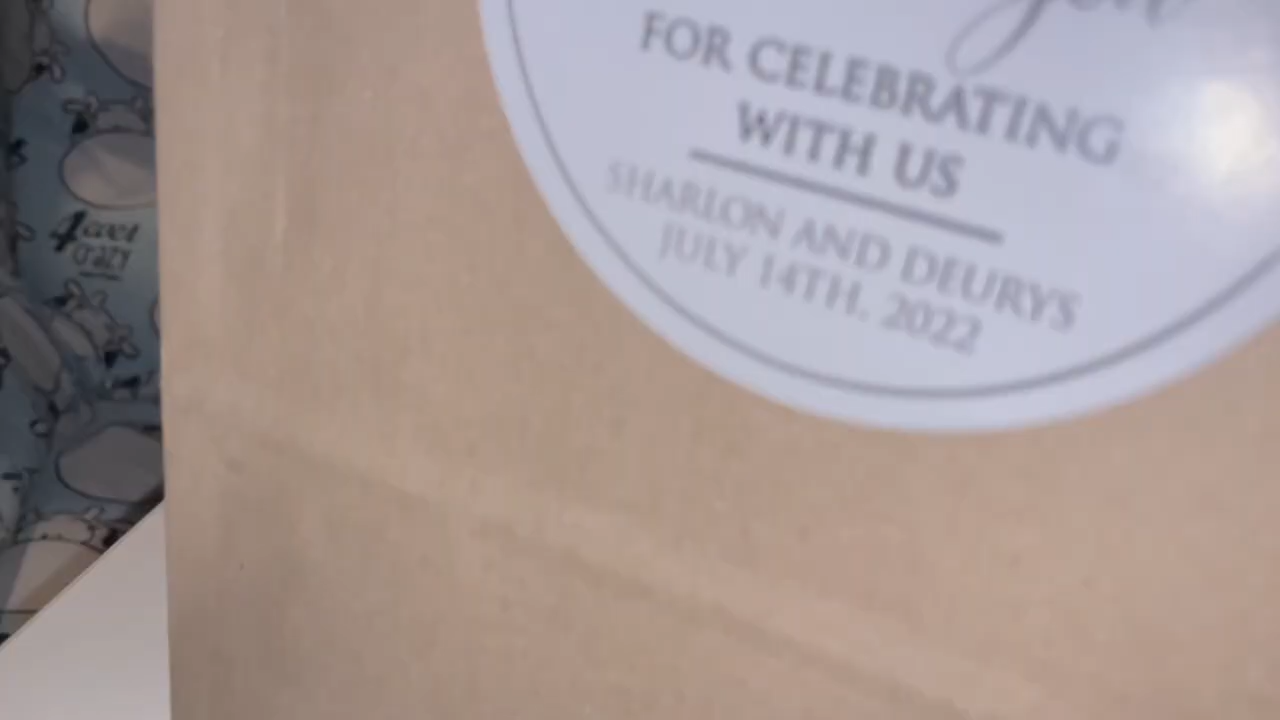 FOR CELEBRATING
WITH US
SHARLON AND DEURYS
JULY 14TH, 2022